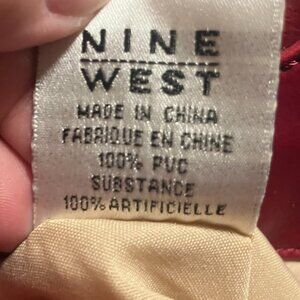 NINE
WEST
MADE IN CHINA
FABRIQUE EN CHINE
100% PVC
SUBSTANCE
100% ARTIFICIELLE